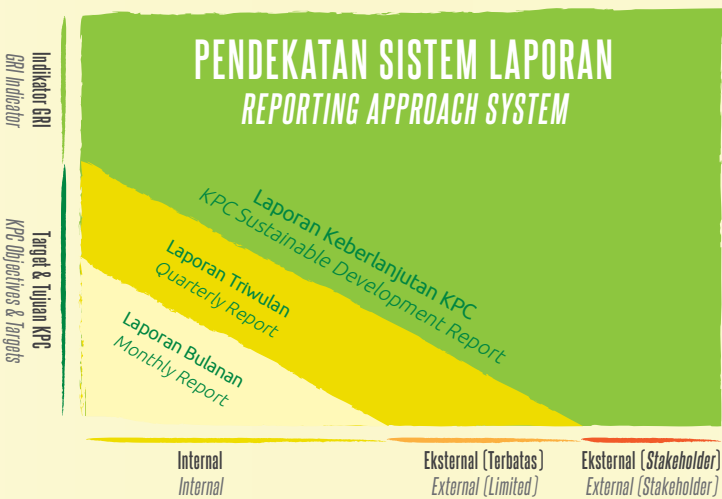 PENDEKATAN SISTEM LAPORAN
REPORTING APPROACH SYSTEM
Indikator GRI
GRI Indicator
Target & Tujuan KPC
KPC Objectives & Targets
Laporan Keberlanjutan KPC
KPC Sustainable Development Report
Laporan Triwulan
Quarterly Report
Laporan Bulanan
Monthly Report
Internal
Internal
Eksternal (Terbatas)
External (Limited)
Eksternal (Stakeholder)
External (Stakeholder)